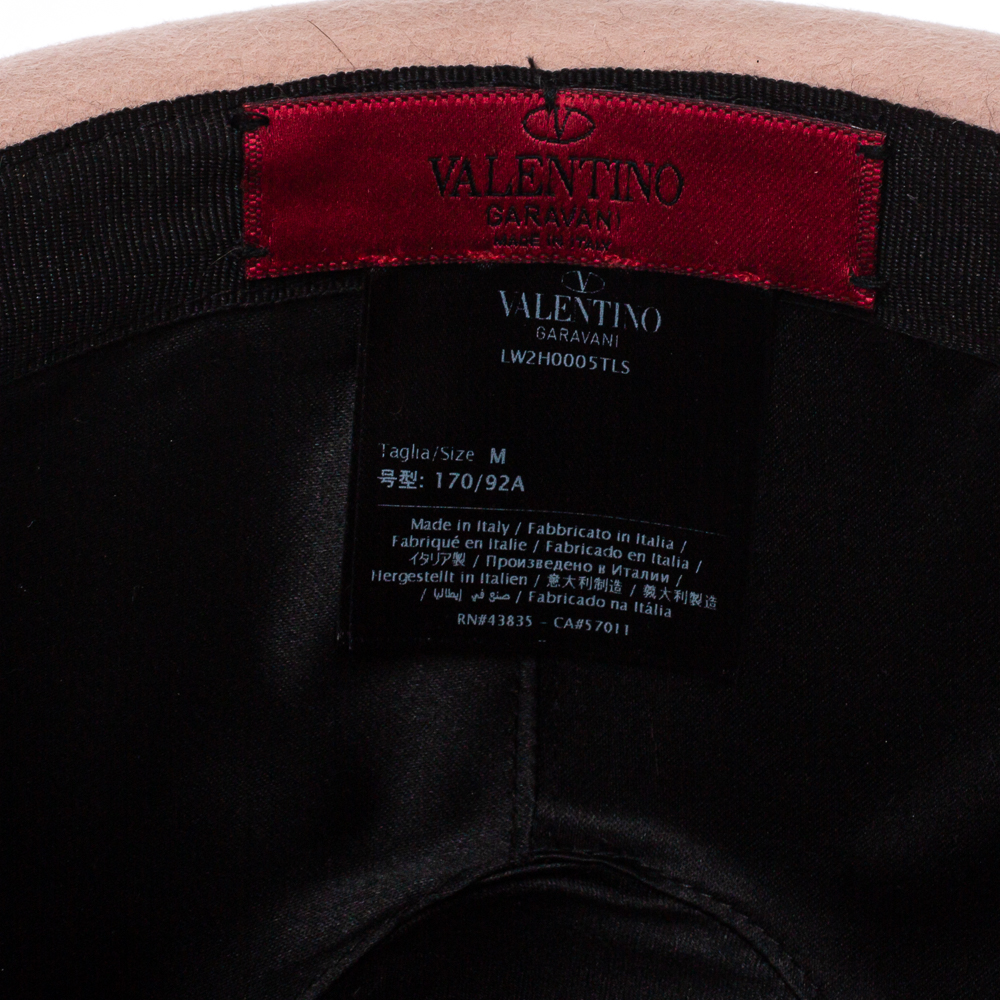 VALENTINO
GARAVANI
MADE IN ITALY
VALENTINO
GARAVANI
LW2H0005TLS
Taglia/Size M
号型: 170/92A
Made in Italy / Fabbricato in Italia /
Fabriqué en Italie / Fabricado en Italia /
イタリア製 / Произведено в Италии /
Hergestellt in Italien / 意大利制造 / 義大利製造
/ صنع في إيطاليا / Fabricado na Itália
RN#43835 - CA#57011